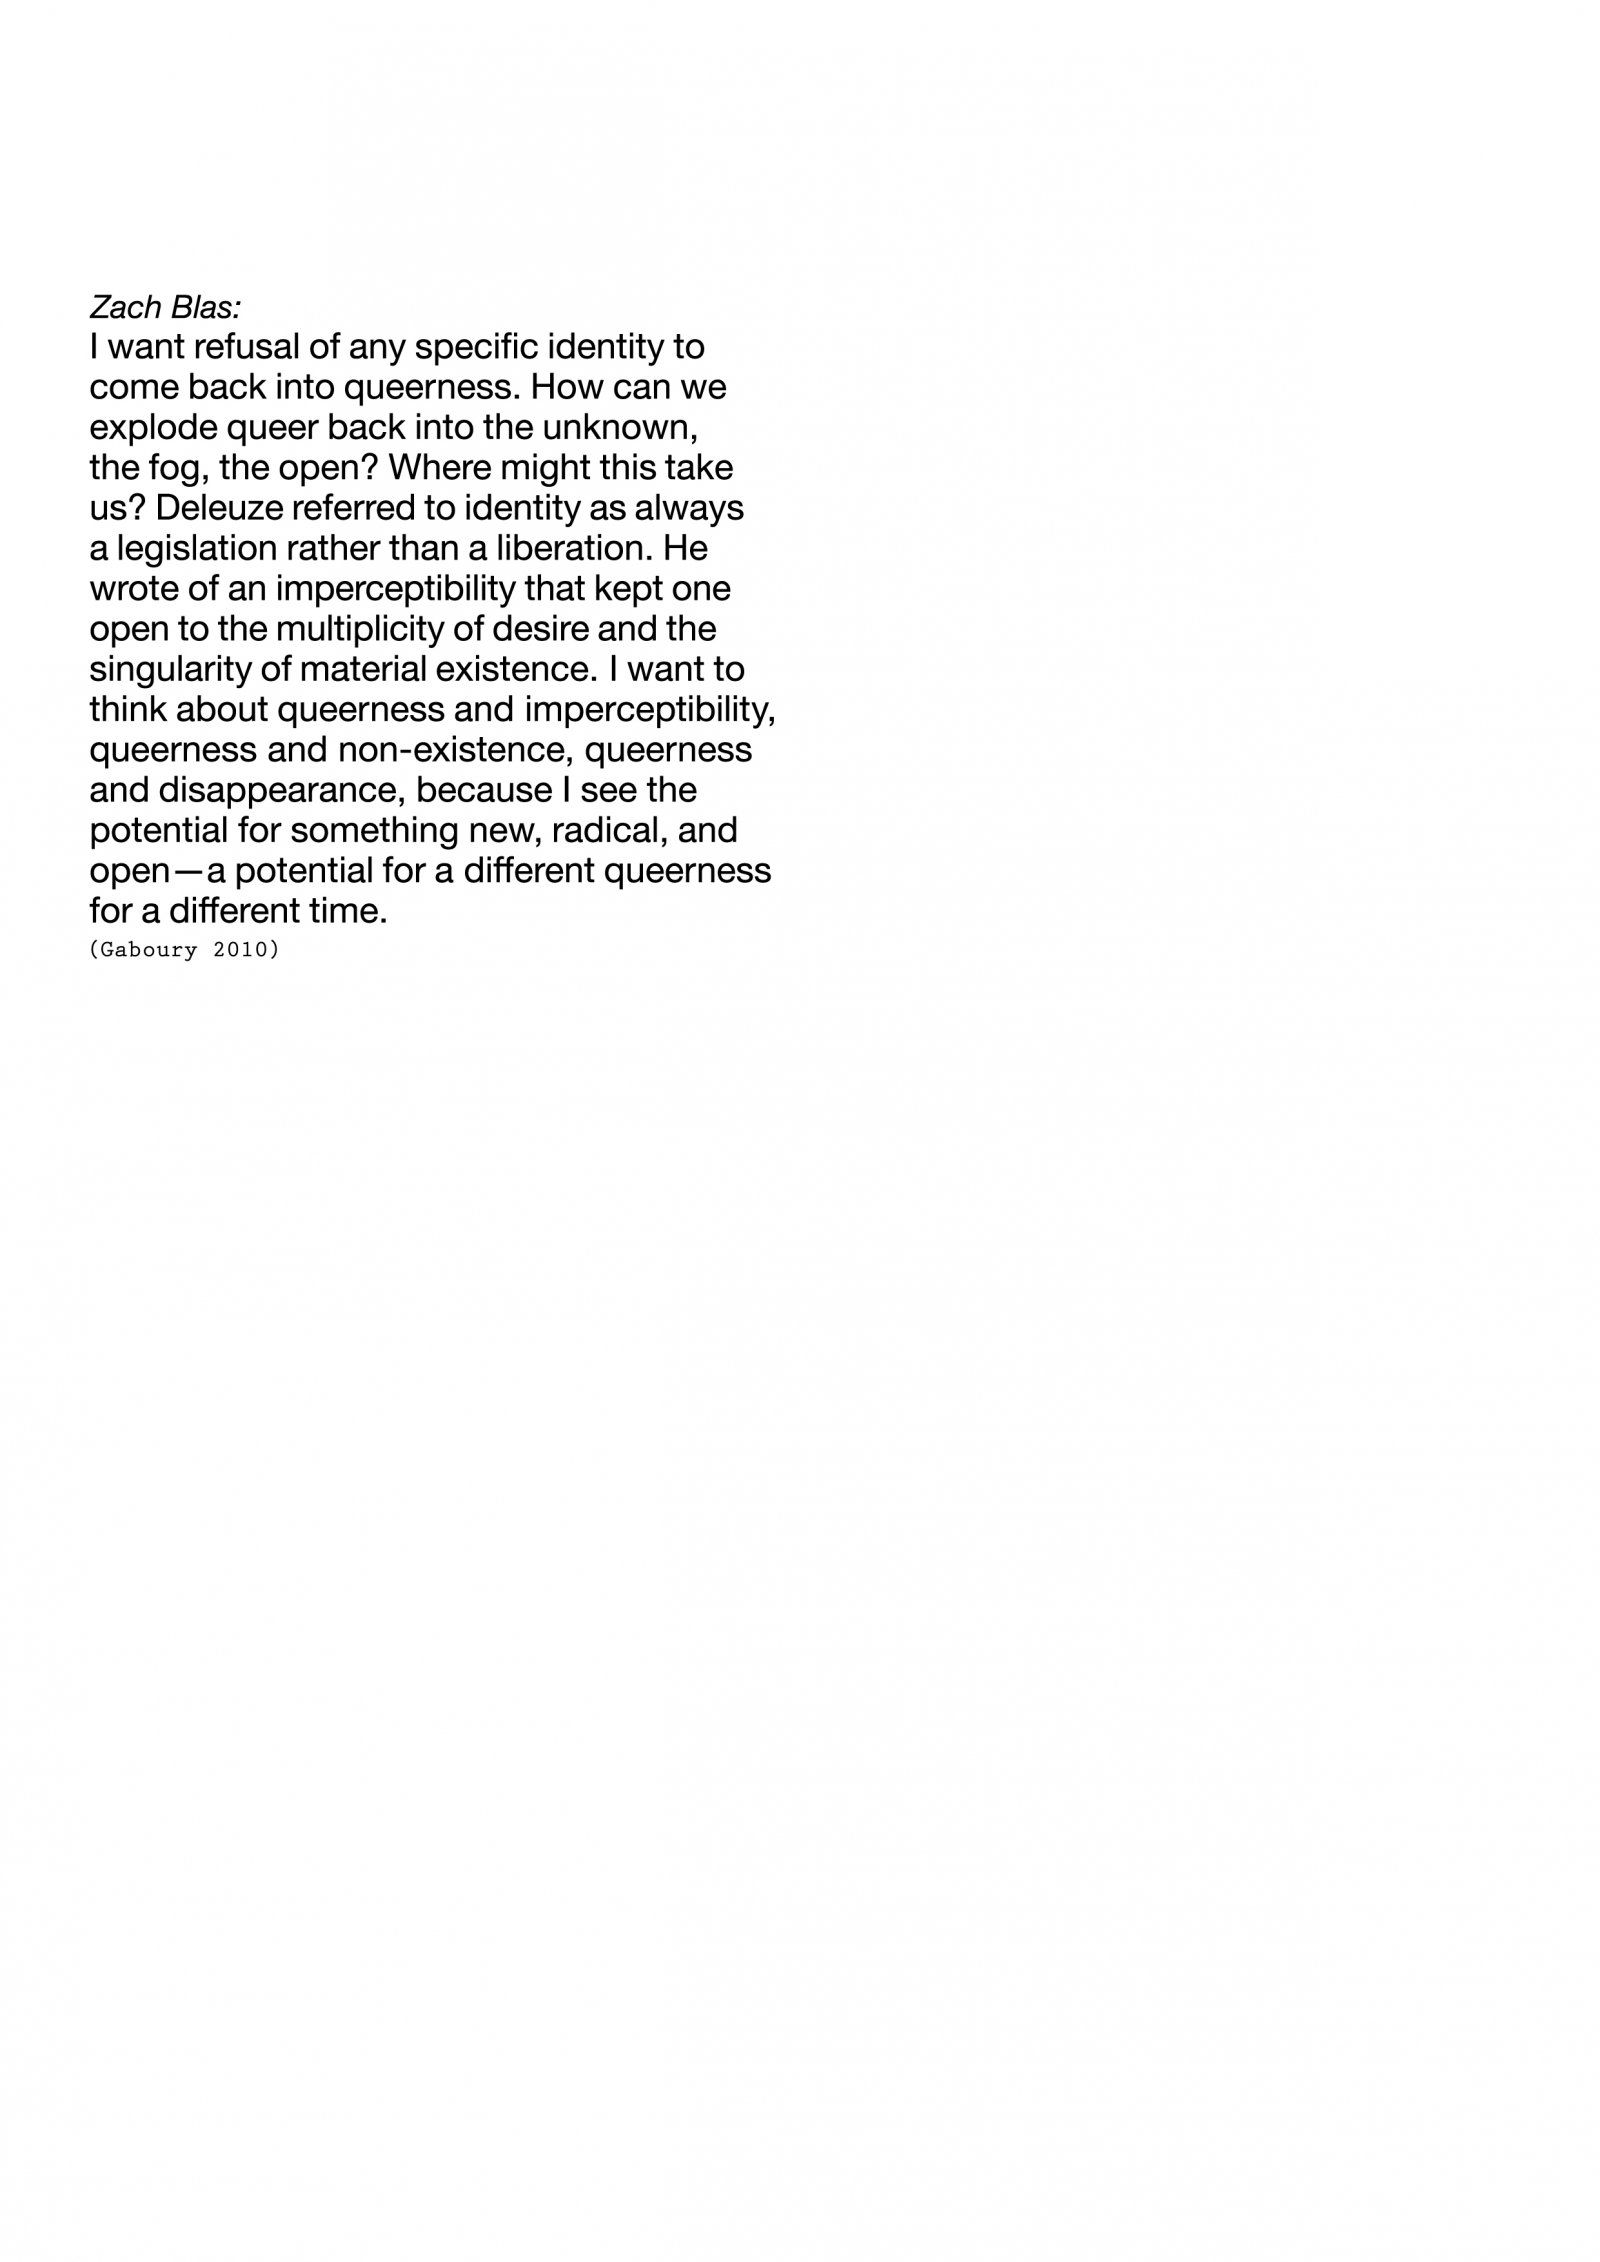 Zach Blas:
I want refusal of any specific identity to
come back into queerness. How can we
explode queer back into the unknown,
the fog, the open? Where might this take
us? Deleuze referred to identity as always
a legislation rather than a liberation. He
wrote of an imperceptibility that kept one
open to the multiplicity of desire and the
singularity of material existence. I want to
think about queerness and imperceptibility,
queerness and non-existence, queerness
and disappearance, because I see the
potential for something new, radical, and
open—a potential for a different queerness
for a different time.
(Gaboury 2010)